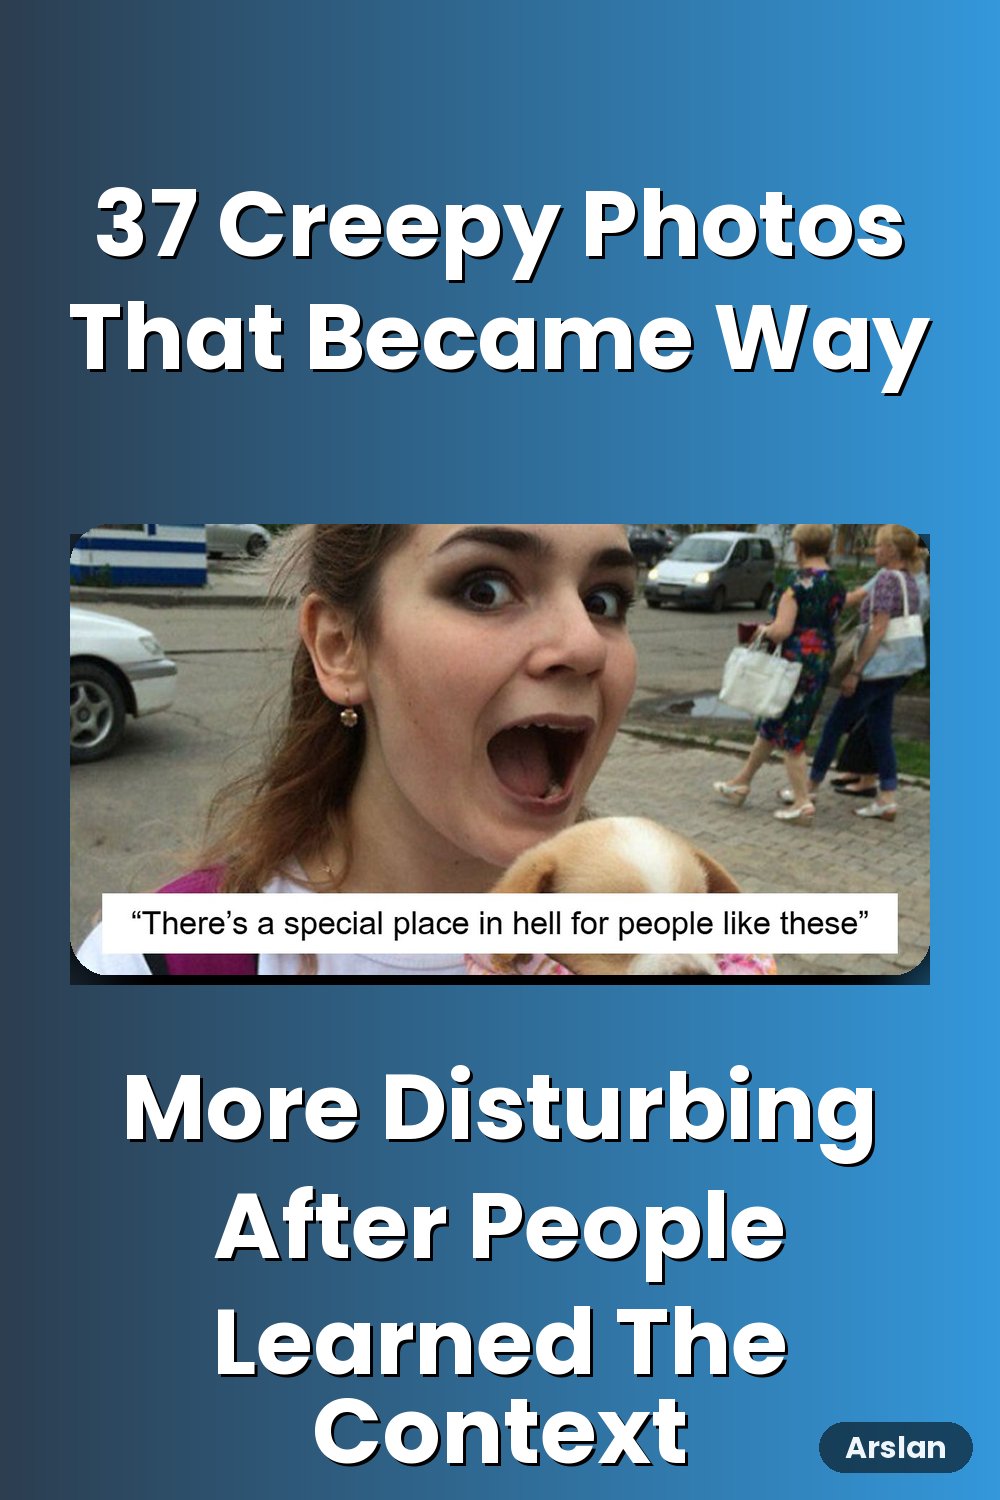 37 Creepy Photos
That Became Way
“There’s a special place in hell for people like these”
More Disturbing
After People
Learned The
Context
Arslan